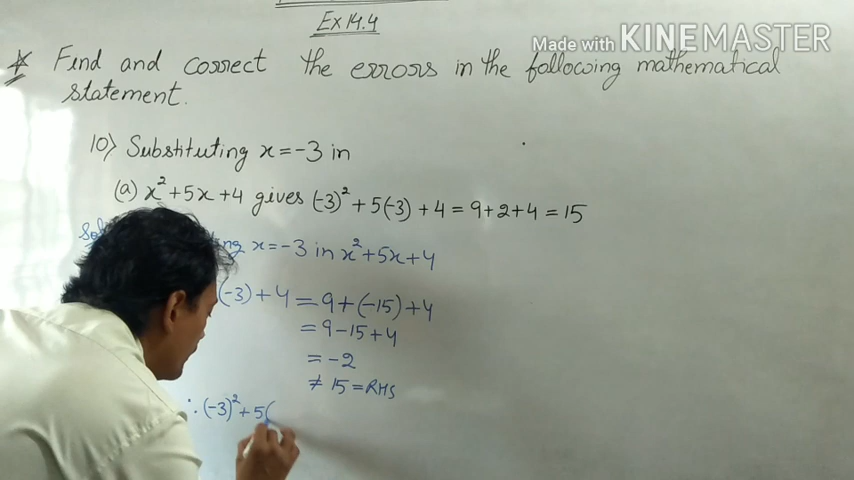 Ex 14.4
Made with KINEMASTER
* Find and correct the errors in the following mathematical
statement.
10) Substituting x = -3 in
(a) x² + 5x + 4 gives (-3)² + 5(-3) + 4 = 9 + 2 + 4 = 15
x = -3 in x² + 5x + 4
(-3) + 4 = 9 + (-15) + 4
= 9 - 15 + 4
= -2
≠ 15 = RHS
∴ (-3)² + 5(